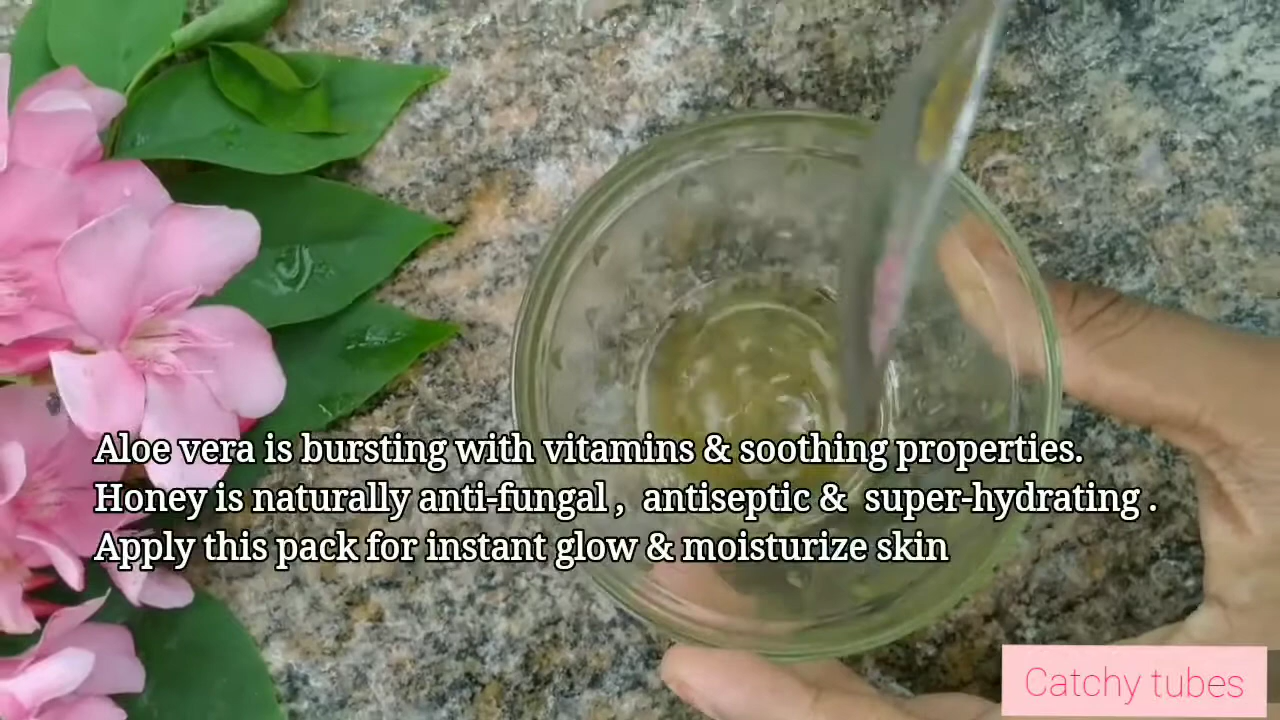 Aloe vera is bursting with vitamins & soothing properties.
Honey is naturally anti-fungal , antiseptic & super-hydrating .
Apply this pack for instant glow & moisturize skin
Catchy tubes